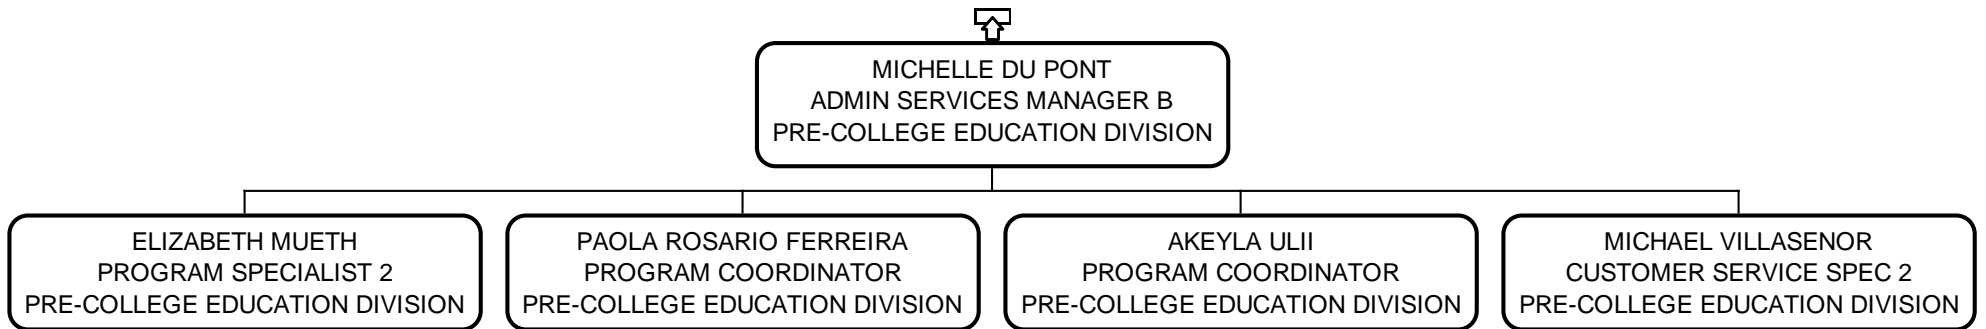 MICHELLE DU PONT
ADMIN SERVICES MANAGER B
PRE-COLLEGE EDUCATION DIVISION
ELIZABETH MUETH
PROGRAM SPECIALIST 2
PRE-COLLEGE EDUCATION DIVISION
PAOLA ROSARIO FERREIRA
PROGRAM COORDINATOR
PRE-COLLEGE EDUCATION DIVISION
AKEYLA ULII
PROGRAM COORDINATOR
PRE-COLLEGE EDUCATION DIVISION
MICHAEL VILLASENOR
CUSTOMER SERVICE SPEC 2
PRE-COLLEGE EDUCATION DIVISION